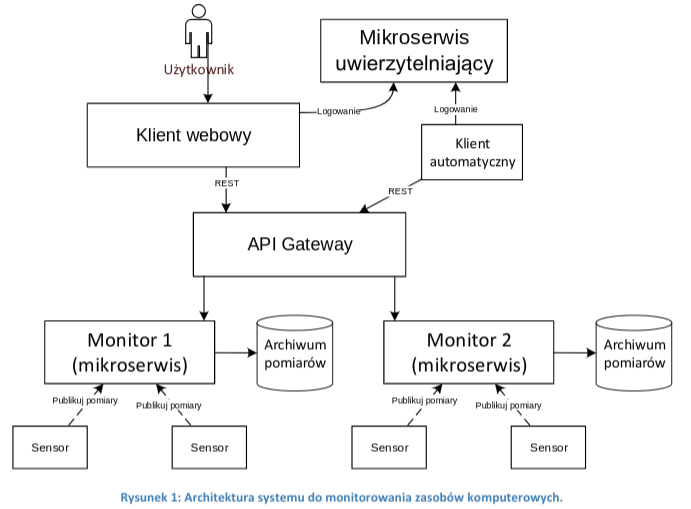 Użytkownik
Mikroserwis
uwierzytelniający
Klient webowy
Logowanie
Logowanie
Klient
automatyczny
REST
REST
API Gateway
Monitor 1
(mikroserwis)
Archiwum
pomiarów
Monitor 2
(mikroserwis)
Archiwum
pomiarów
Publikuj pomiary
Publikuj pomiary
Publikuj pomiary
Publikuj pomiary
Sensor
Sensor
Sensor
Sensor
Rysunek 1: Architektura systemu do monitorowania zasobów komputerowych.